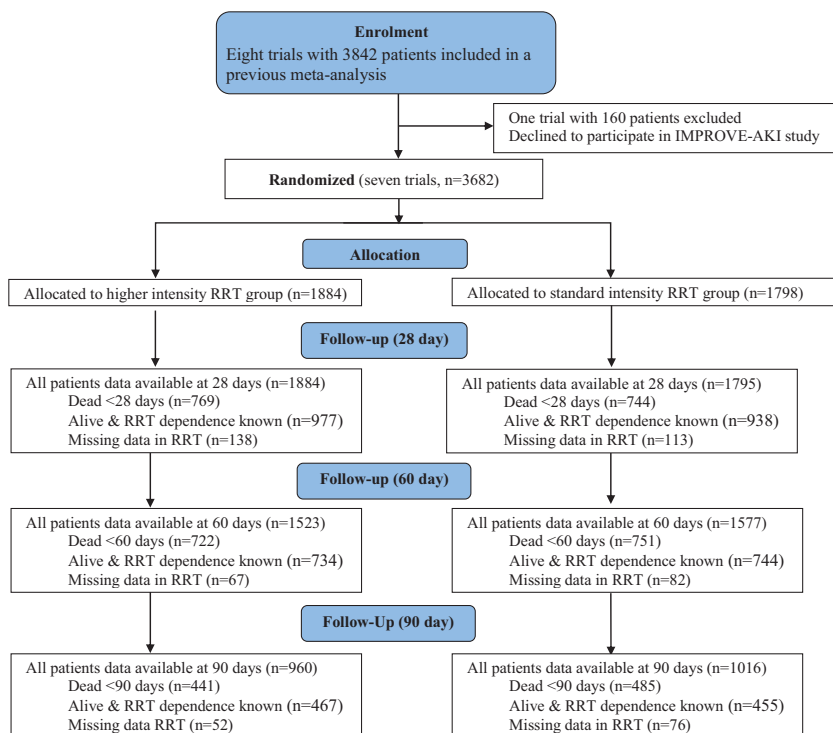 Enrolment
Eight trials with 3842 patients included in a
previous meta-analysis
One trial with 160 patients excluded
Declined to participate in IMPROVE-AKI study
Randomized (seven trials, n=3682)
Allocation
Allocated to higher intensity RRT group (n=1884)
Allocated to standard intensity RRT group (n=1798)
Follow-up (28 day)
All patients data available at 28 days (n=1884)
Dead <28 days (n=769)
Alive & RRT dependence known (n=977)
Missing data in RRT (n=138)
All patients data available at 28 days (n=1795)
Dead <28 days (n=744)
Alive & RRT dependence known (n=938)
Missing data in RRT (n=113)
Follow-up (60 day)
All patients data available at 60 days (n=1523)
Dead <60 days (n=722)
Alive & RRT dependence known (n=734)
Missing data in RRT (n=67)
All patients data available at 60 days (n=1577)
Dead <60 days (n=751)
Alive & RRT dependence known (n=744)
Missing data in RRT (n=82)
Follow-Up (90 day)
All patients data available at 90 days (n=960)
Dead <90 days (n=441)
Alive & RRT dependence known (n=467)
Missing data RRT (n=52)
All patients data available at 90 days (n=1016)
Dead <90 days (n=485)
Alive & RRT dependence known (n=455)
Missing data in RRT (n=76)